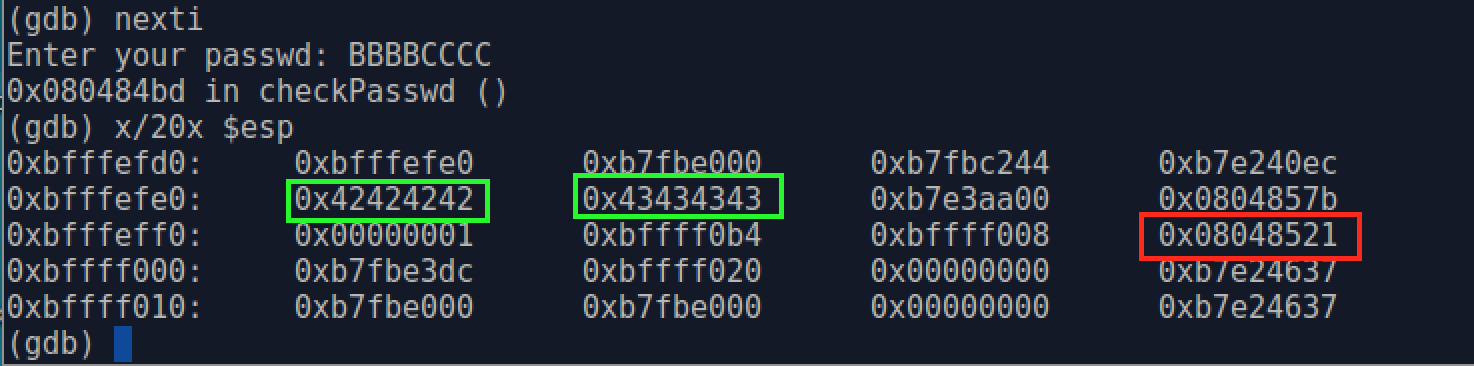 (gdb) nexti
Enter your passwd: BBBBCCCC
0x080484bd in checkPasswd ()
(gdb) x/20x $esp
0xbfffefd0: 0xbfffefe0 0xb7fbe000 0xb7fbc244 0xb7e240ec
0xbfffefe0: 0x42424242 0x43434343 0xb7e3aa00 0x0804857b
0xbfffeff0: 0x00000001 0xbffff0b4 0xbffff008 0x08048521
0xbffff000: 0xb7fbe3dc 0xbffff020 0x00000000 0xb7e24637
0xbffff010: 0xb7fbe000 0xb7fbe000 0x00000000 0xb7e24637
(gdb)